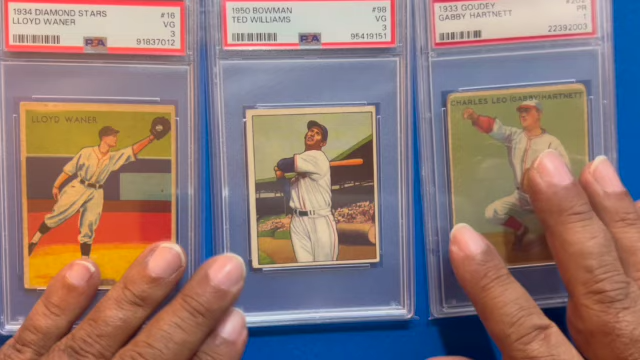 1934 DIAMOND STARS #16
LLOYD WANER VG
3
PSA 91837012
LLOYD WANER
1950 BOWMAN #98
TED WILLIAMS VG
3
PSA 95419151
1933 GOUDEY
GABBY HARTNETT PR
1
22392003
CHARLES LEO (GABBY) HARTNETT